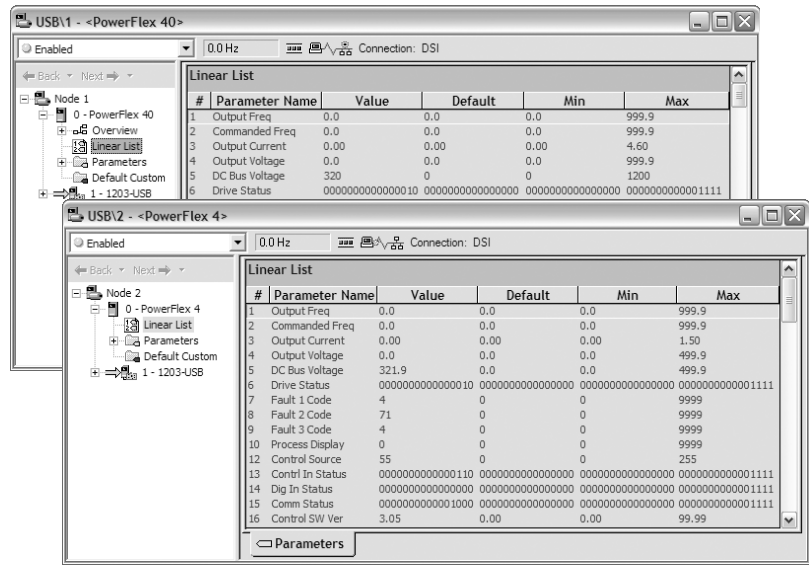 USB\1 - <PowerFlex 40>
Enabled 0.0 Hz Connection: DSI
Back Next
Node 1
0 - PowerFlex 40
Overview
Linear List
Parameters
Default Custom
1 - 1203-USB
Linear List
# Parameter Name Value Default Min Max
1 Output Freq 0.0 0.0 0.0 999.9
2 Commanded Freq 0.0 0.0 0.0 999.9
3 Output Current 0.00 0.00 0.00 4.60
4 Output Voltage 0.0 0.0 0.0 999.9
5 DC Bus Voltage 320 0 0 1200
6 Drive Status 0000000000000010 0000000000000000 0000000000000000 0000000000001111
USB\2 - <PowerFlex 4>
Enabled 0.0 Hz Connection: DSI
Back Next
Node 2
0 - PowerFlex 4
Linear List
Parameters
Default Custom
1 - 1203-USB
Linear List
# Parameter Name Value Default Min Max
1 Output Freq 0.0 0.0 0.0 999.9
2 Commanded Freq 0.0 0.0 0.0 999.9
3 Output Current 0.00 0.00 0.00 1.50
4 Output Voltage 0.0 0.0 0.0 499.9
5 DC Bus Voltage 321.9 0.0 0.0 499.9
6 Drive Status 0000000000000010 0000000000000000 0000000000000000 0000000000001111
7 Fault 1 Code 4 0 0 9999
8 Fault 2 Code 71 0 0 9999
9 Fault 3 Code 4 0 0 9999
10 Process Display 0 0 0 9999
12 Control Source 55 0 0 255
13 Contrl In Status 0000000000000110 0000000000000000 0000000000000000 0000000000001111
14 Dig In Status 0000000000000000 0000000000000000 0000000000000000 0000000000001111
15 Comm Status 0000000000001000 0000000000000000 0000000000000000 0000000000001111
16 Control SW Ver 3.05 0.00 0.00 99.99
Parameters